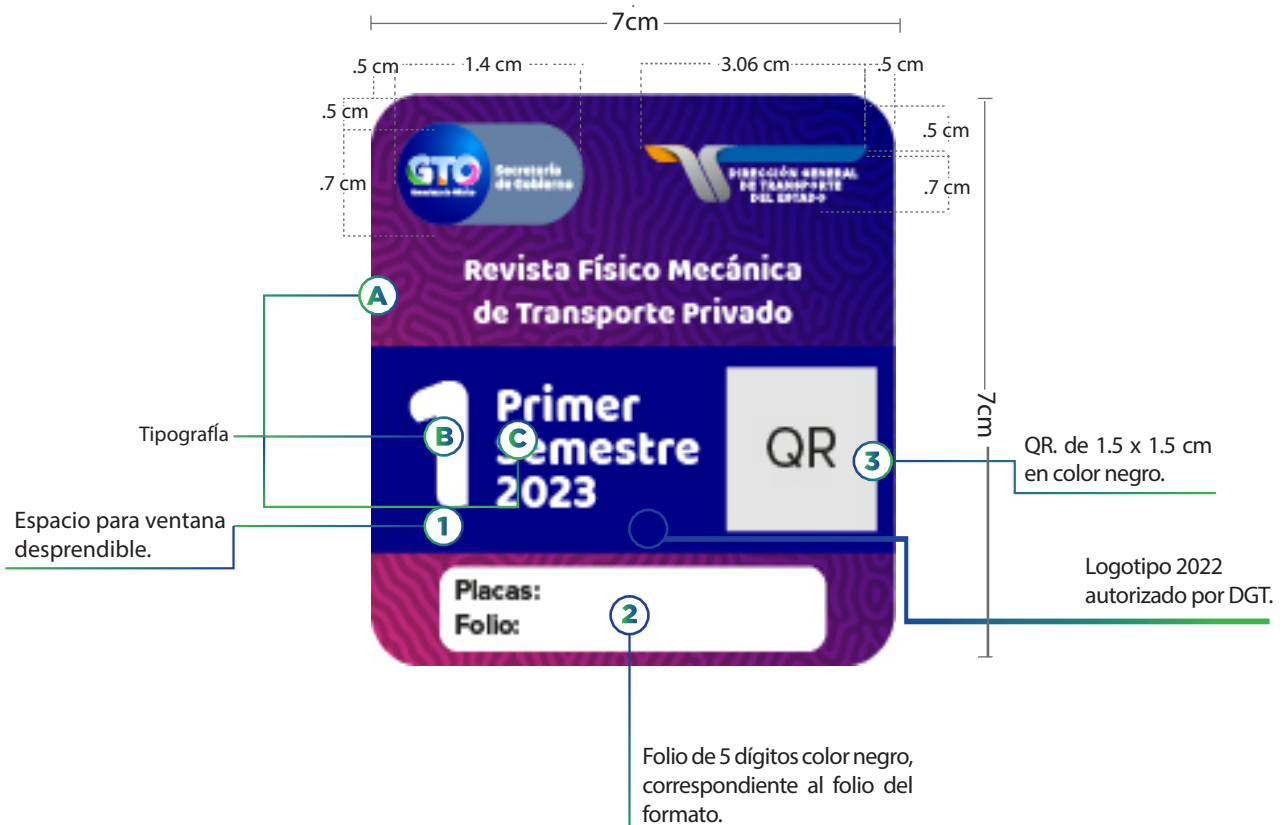 7cm
.5 cm
1.4 cm
3.06 cm
.5 cm
.5 cm
.5 cm
.7 cm
.7 cm
GTO
Secretaría
de Gobierno
DIRECCIÓN GENERAL
DE TRANSPORTE
DEL ESTADO
Revista Físico Mecánica
de Transporte Privado
A
7cm
1
Primer
Semestre
2023
B
C
QR
3
Tipografía
QR. de 1.5 x 1.5 cm
en color negro.
Espacio para ventana
desprendible.
1
Logotipo 2022
autorizado por DGT.
Placas:
Folio:
2
Folio de 5 dígitos color negro,
correspondiente al folio del
formato.